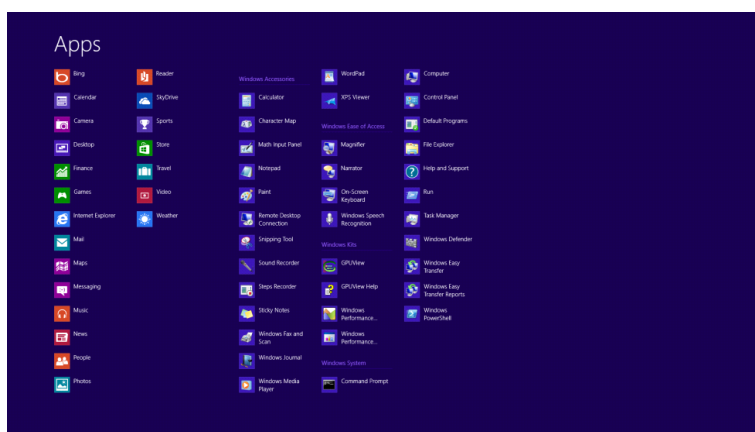 Apps
Bing
Calendar
Camera
Desktop
Finance
Games
Internet Explorer
Mail
Maps
Messaging
Music
News
People
Photos
Reader
SkyDrive
Sports
Store
Travel
Video
Weather
Windows Accessories
Calculator
Character Map
Math Input Panel
Notepad
Paint
Remote Desktop
Connection
Snipping Tool
Sound Recorder
Steps Recorder
Sticky Notes
Windows Fax and
Scan
Windows Journal
Windows Media
Player
WordPad
XPS Viewer
Windows Ease of Access
Magnifier
Narrator
On-Screen
Keyboard
Windows Speech
Recognition
Windows Kits
GPUView
GPUView Help
Windows
Performance...
Windows
Performance...
Windows System
Command Prompt
Computer
Control Panel
Default Programs
File Explorer
Help and Support
Run
Task Manager
Windows Defender
Windows Easy
Transfer
Windows Easy
Transfer Reports
Windows
PowerShell